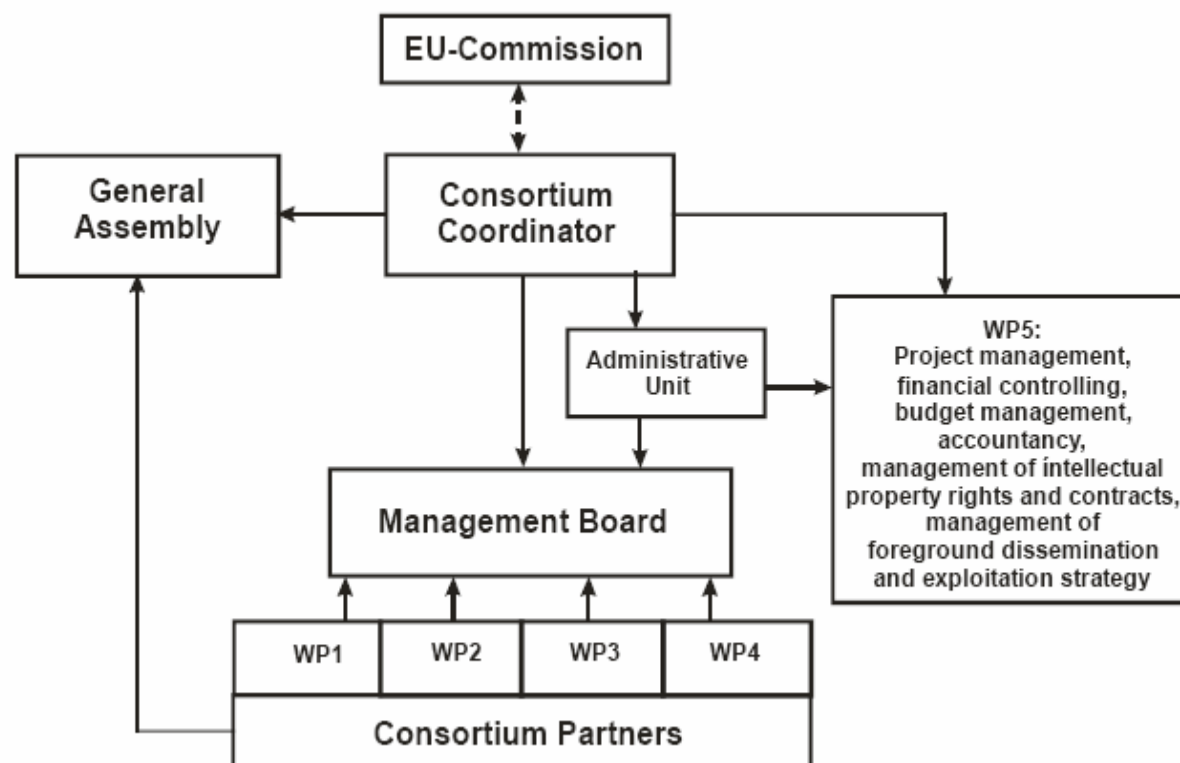 EU-Commission
General
Assembly
Consortium
Coordinator
Administrative
Unit
WP5:
Project management,
financial controlling,
budget management,
accountancy,
management of intellectual
property rights and contracts,
management of
foreground dissemination
and exploitation strategy
Management Board
WP1
WP2
WP3
WP4
Consortium Partners